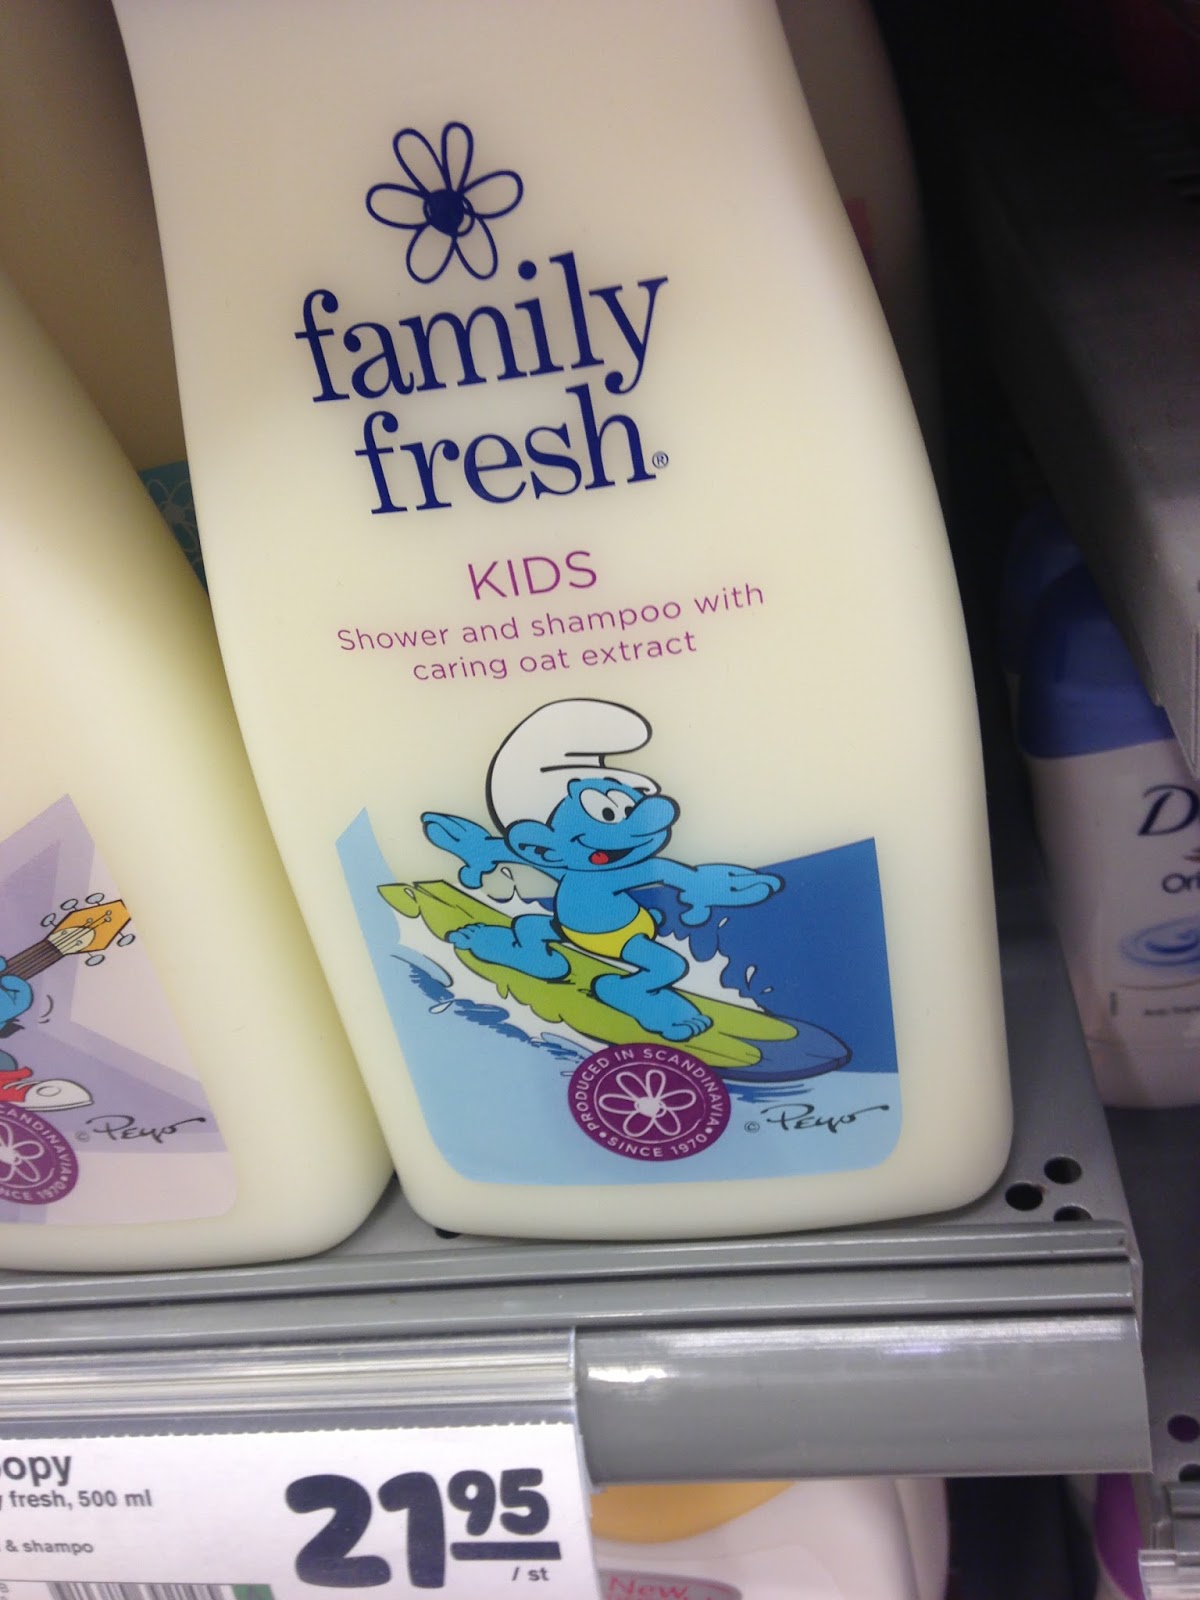 family
fresh®
KIDS
Shower and shampoo with
caring oat extract
PRODUCED IN SCANDINAVIA • SINCE 1970 •
© Peyo
© Peyo
fresh, 500 ml
& shampo
21 95
/ st
New